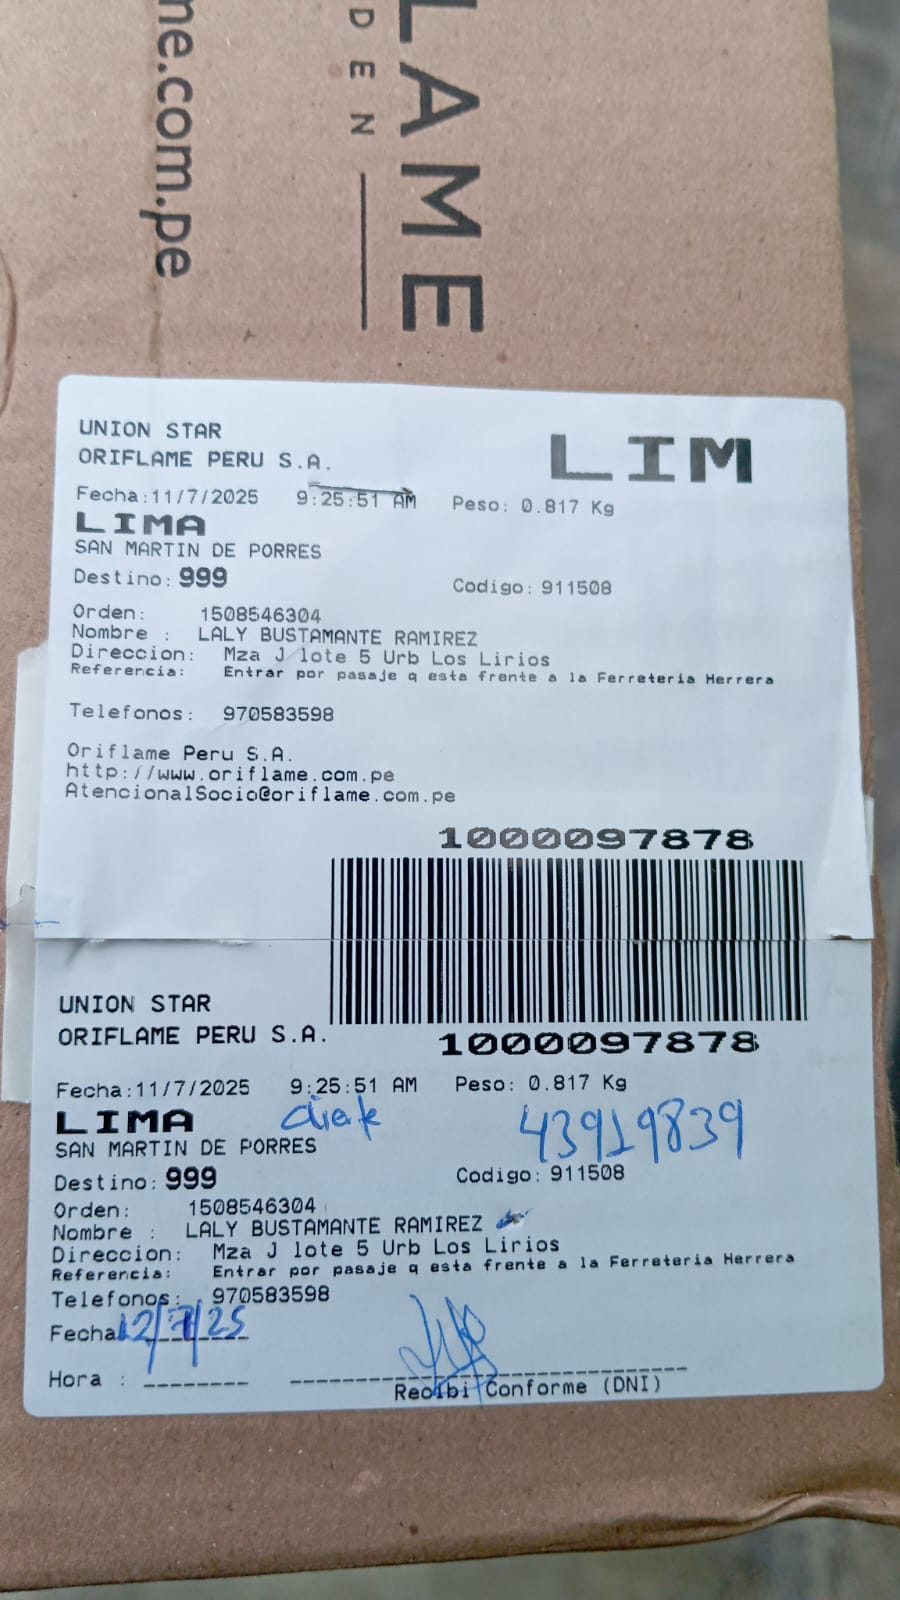 LAME
DEN
me.com.pe
UNION STAR
ORIFLAME PERU S.A.
LIM
Fecha:11/7/2025 9:25:51 AM Peso: 0.817 Kg
LIMA
SAN MARTIN DE PORRES
Destino: 999 Codigo: 911508
Orden: 1508546304
Nombre : LALY BUSTAMANTE RAMIREZ
Direccion: Mza J lote 5 Urb Los Lirios
Referencia: Entrar por pasaje q esta frente a la Ferreteria Herrera
Telefonos: 970583598
Oriflame Peru S.A.
http://www.oriflame.com.pe
AtencionalSocio@oriflame.com.pe
1000097878
UNION STAR
ORIFLAME PERU S.A.
1000097878
Fecha:11/7/2025 9:25:51 AM Peso: 0.817 Kg
LIMA 43919839
SAN MARTIN DE PORRES
Destino: 999 Codigo: 911508
Orden: 1508546304
Nombre : LALY BUSTAMANTE RAMIREZ
Direccion: Mza J lote 5 Urb Los Lirios
Referencia: Entrar por pasaje q esta frente a la Ferreteria Herrera
Telefonos: 970583598
Fecha 12/7/25
Hora :
Recibi Conforme (DNI)